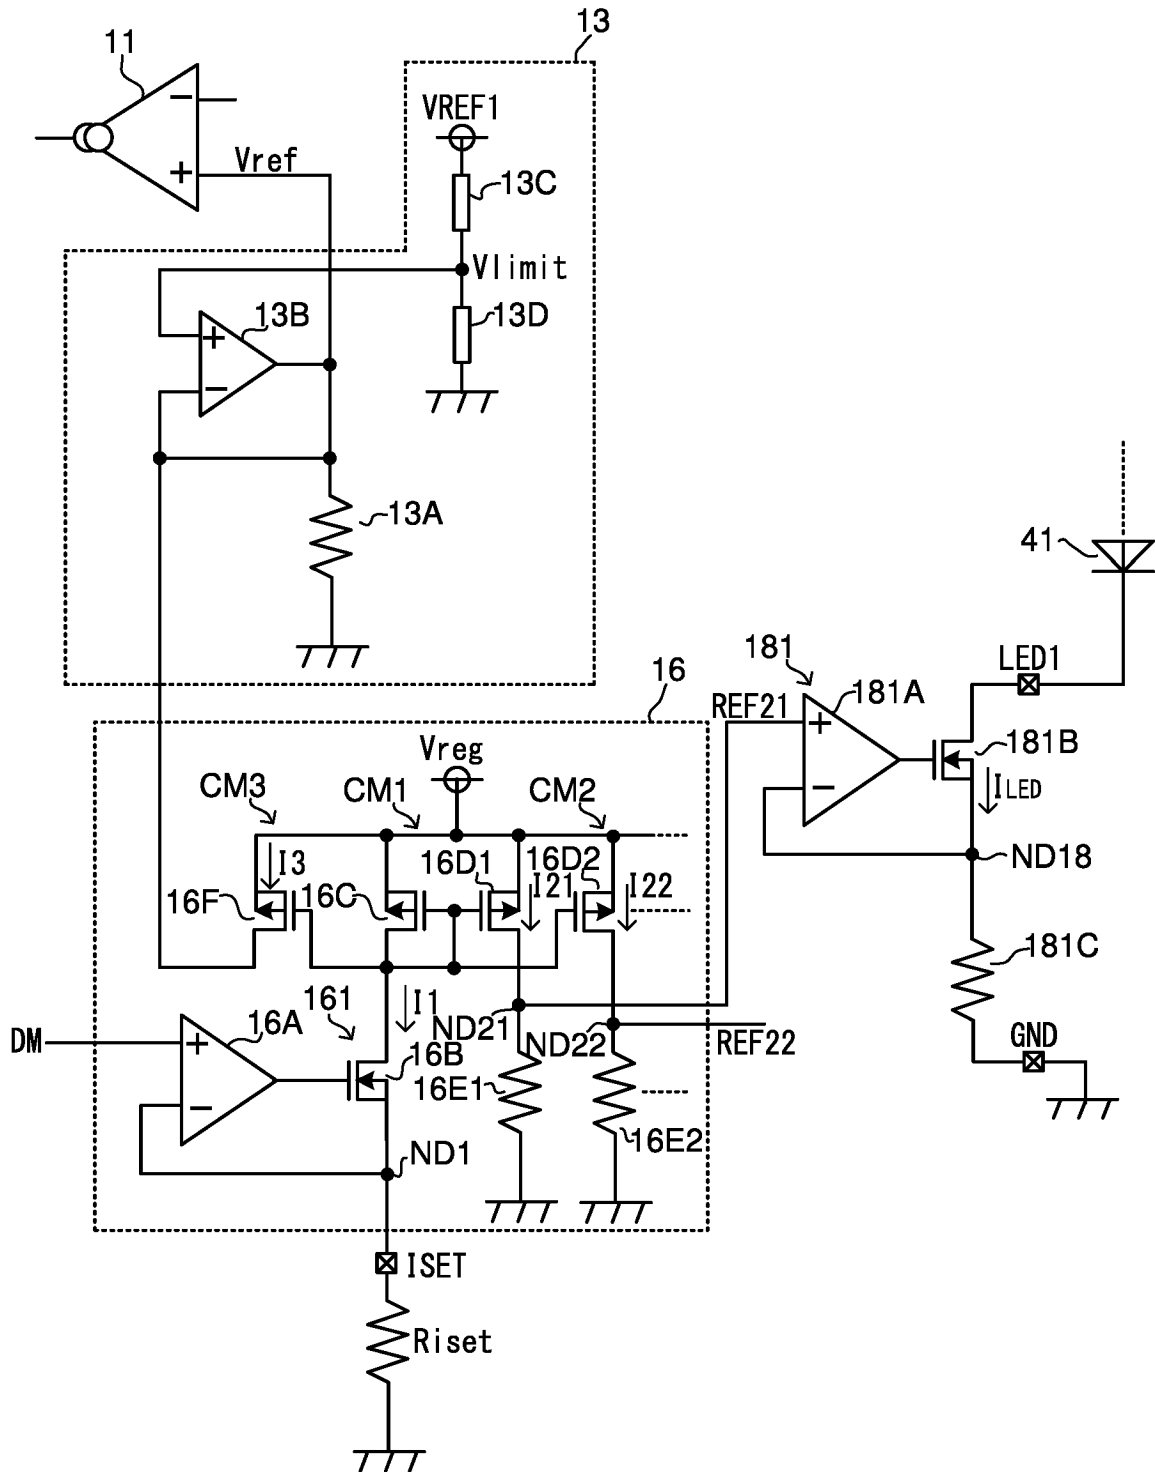 13
11
VREF1
−
Vref
+
13C
Vlimit
13B
13D
+
−
13A
41
16
181
LED1
181A
REF21
+
181B
Vreg
CM3
CM1
CM2
ILED
−
ND18
16D1
16D2
I3
I21
I22
16F
16C
181C
161
I1
ND21
16A
GND
DM
+
ND22
REF22
16B
16E1
−
16E2
ND1
ISET
Riset